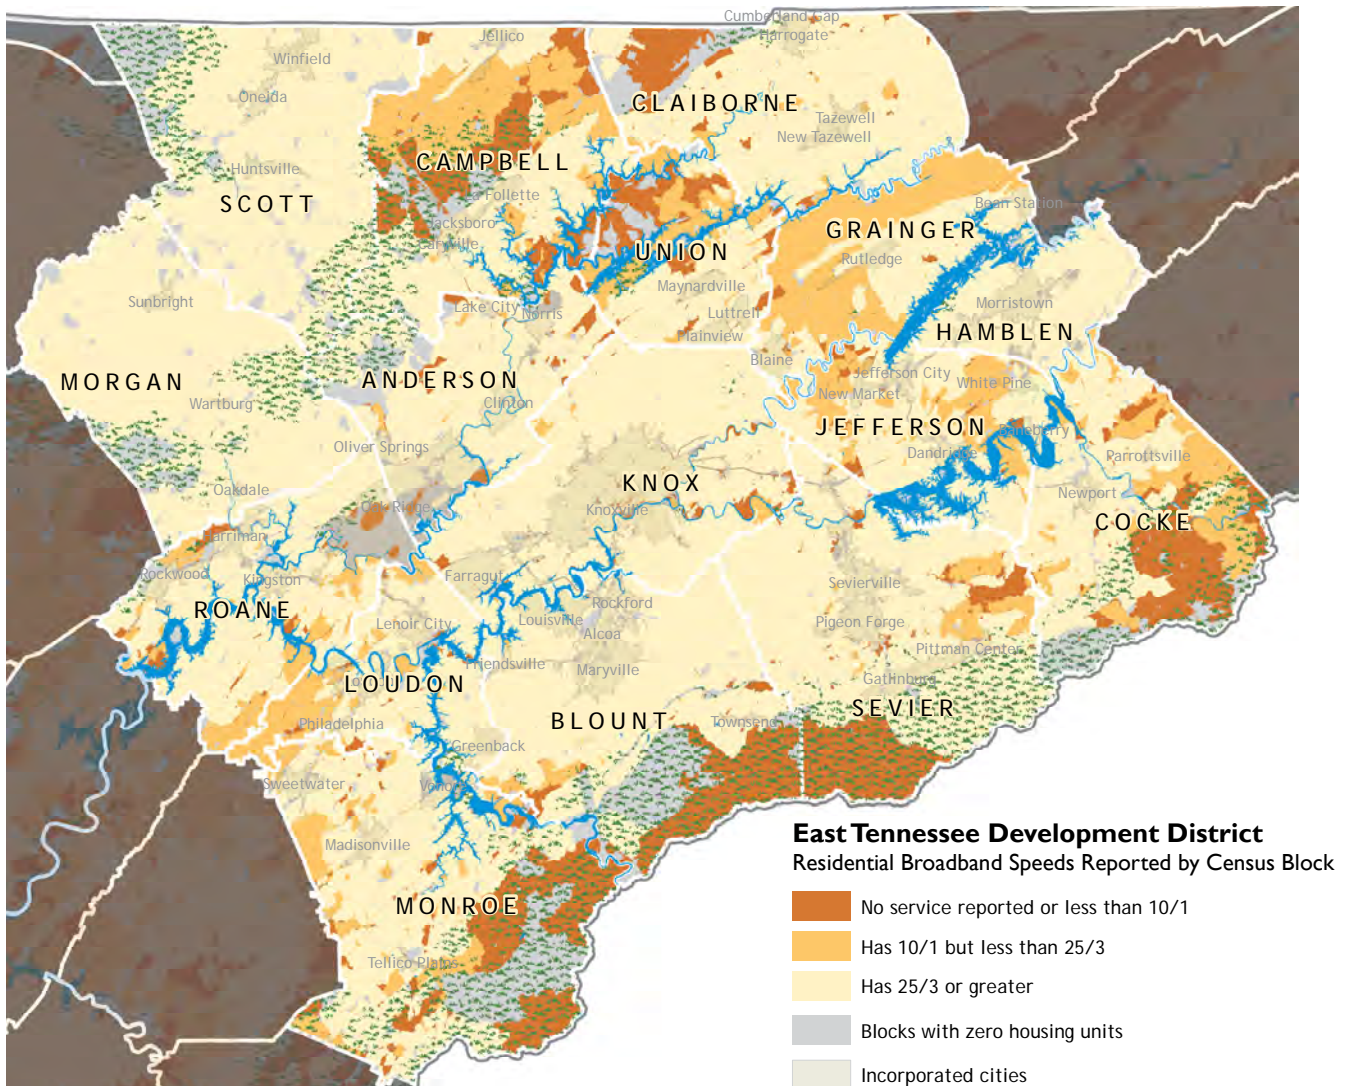 Cumberland Gap
Jellico
Harrogate
Winfield
Oneida
CLAIBORNE
Tazewell
New Tazewell
CAMPBELL
Huntsville
La Follette
SCOTT
Bean Station
Jacksboro
GRAINGER
Caryville
UNION
Rutledge
Maynardville
Sunbright
Lake City
Norris
Luttrell
Morristown
Plainview
HAMBLEN
Blaine
MORGAN
ANDERSON
Jefferson City
White Pine
New Market
Wartburg
Clinton
JEFFERSON
Baneberry
Oliver Springs
Dandridge
Parrottsville
KNOX
Oakdale
Newport
Oak Ridge
Knoxville
COCKE
Harriman
Rockwood
Kingston
Farragut
Sevierville
ROANE
Rockford
Lenoir City
Louisville
Pigeon Forge
Alcoa
Pittman Center
Friendsville
Maryville
Gatlinburg
LOUDON
SEVIER
Philadelphia
BLOUNT
Townsend
Greenback
Sweetwater
Vonore
Madisonville
MONROE
Tellico Plains
East Tennessee Development District
Residential Broadband Speeds Reported by Census Block
No service reported or less than 10/1
Has 10/1 but less than 25/3
Has 25/3 or greater
Blocks with zero housing units
Incorporated cities